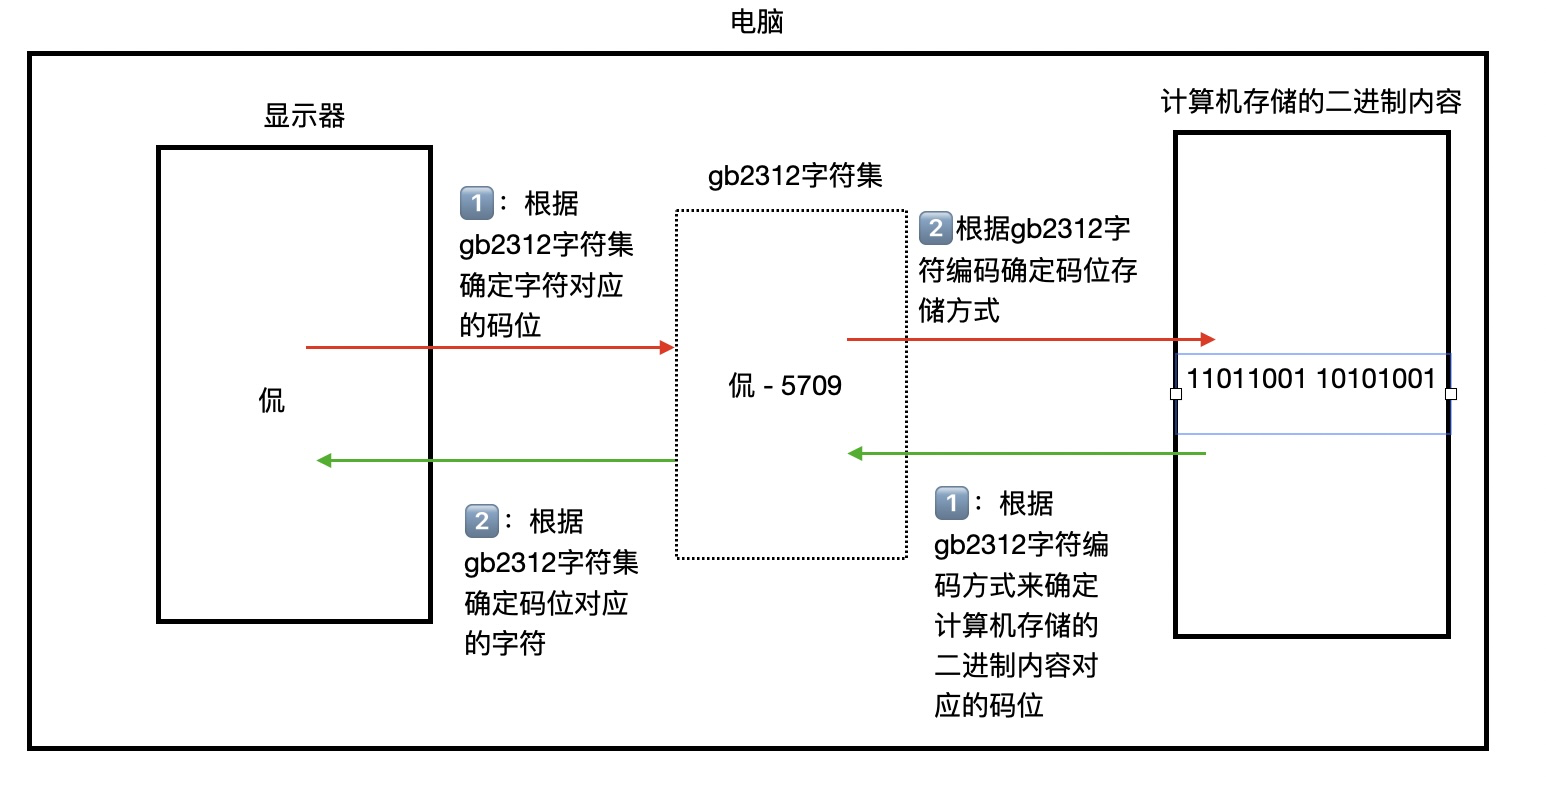 电脑
显示器
计算机存储的二进制内容
1：根据
gb2312字符集
确定字符对应
的码位
gb2312字符集
2根据gb2312字
符编码确定码位存
储方式
侃
侃 - 5709
11011001 10101001
2：根据
gb2312字符集
确定码位对应
的字符
1：根据
gb2312字符编
码方式来确定
计算机存储的
二进制内容对
应的码位